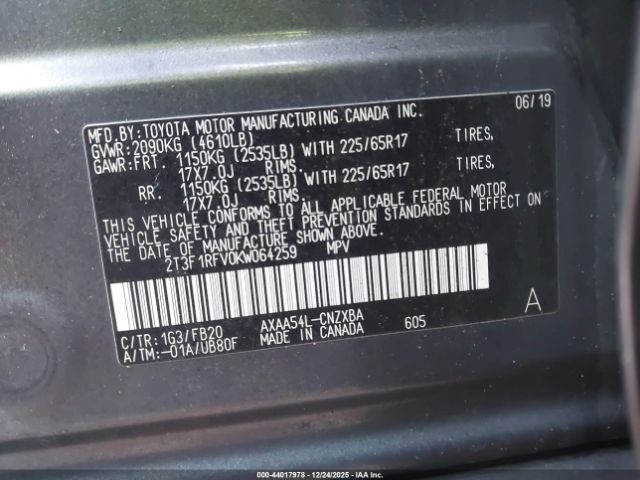 MFD.BY:TOYOTA MOTOR MANUFACTURING CANADA INC. 06/19
GVWR:2090KG (4610LB)
GAWR:FRT 1150KG (2535LB) WITH 225/65R17 TIRES,
17X7.0J RIMS.
RR. 1150KG (2535LB) WITH 225/65R17 TIRES,
17X7.0J RIMS.
THIS VEHICLE CONFORMS TO ALL APPLICABLE FEDERAL MOTOR
VEHICLE SAFETY AND THEFT PREVENTION STANDARDS IN EFFECT ON
THE DATE OF MANUFACTURE SHOWN ABOVE.
2T3F1RFV0KW064259 MPV
C/TR:1G3/FB20 AXAA54L-CNZXBA 605 A
A/TM:-01A/UB80F MADE IN CANADA
000-44017978 - 12/24/2025 - IAA Inc.